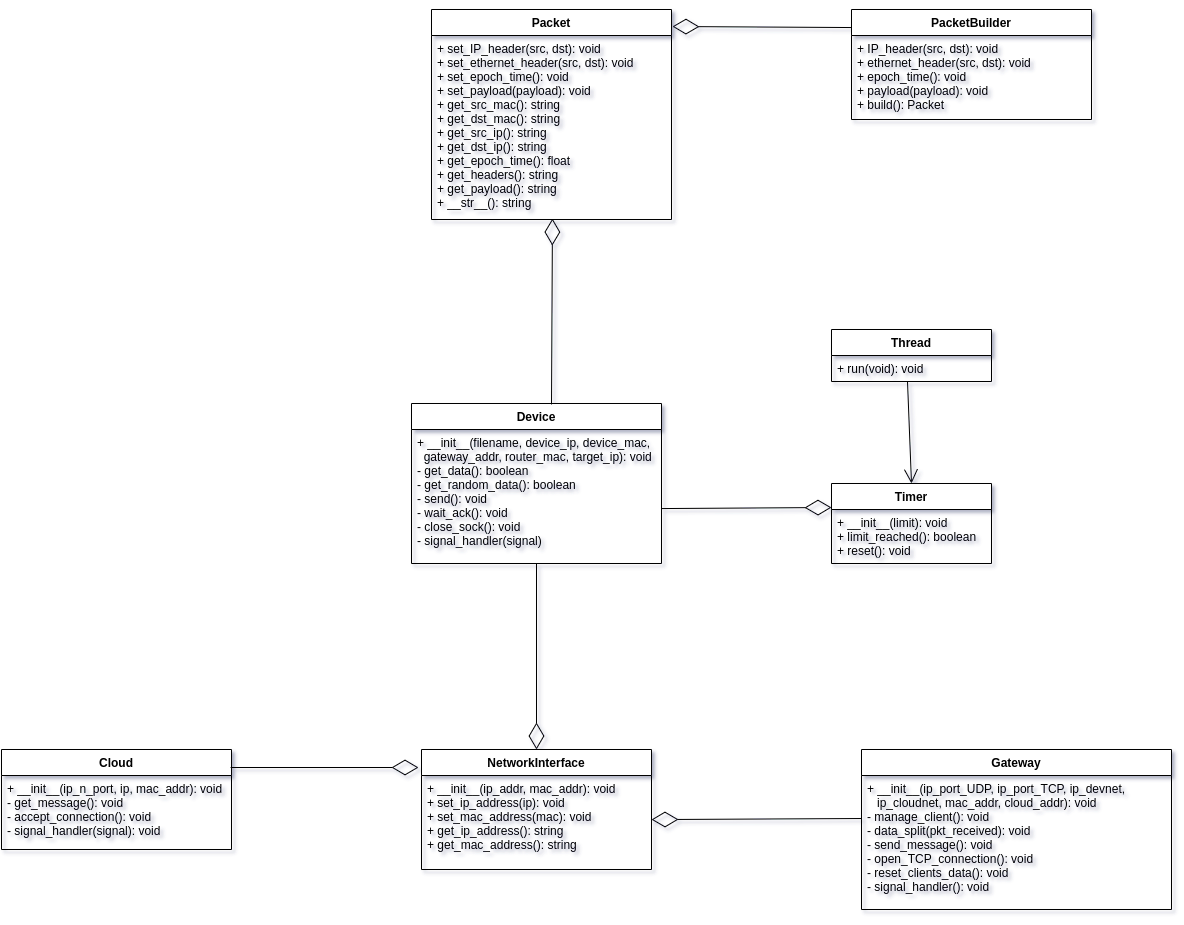 Packet
+ set_IP_header(src, dst): void
+ set_ethernet_header(src, dst): void
+ set_epoch_time(): void
+ set_payload(payload): void
+ get_src_mac(): string
+ get_dst_mac(): string
+ get_src_ip(): string
+ get_dst_ip(): string
+ get_epoch_time(): float
+ get_headers(): string
+ get_payload(): string
+ __str__(): string
PacketBuilder
+ IP_header(src, dst): void
+ ethernet_header(src, dst): void
+ epoch_time(): void
+ payload(payload): void
+ build(): Packet
Thread
+ run(void): void
Device
+ __init__(filename, device_ip, device_mac,
gateway_addr, router_mac, target_ip): void
- get_data(): boolean
- get_random_data(): boolean
- send(): void
- wait_ack(): void
- close_sock(): void
- signal_handler(signal)
Timer
+ __init__(limit): void
+ limit_reached(): boolean
+ reset(): void
Cloud
+ __init__(ip_n_port, ip, mac_addr): void
- get_message(): void
- accept_connection(): void
- signal_handler(signal): void
NetworkInterface
+ __init__(ip_addr, mac_addr): void
+ set_ip_address(ip): void
+ set_mac_address(mac): void
+ get_ip_address(): string
+ get_mac_address(): string
Gateway
+ __init__(ip_port_UDP, ip_port_TCP, ip_devnet,
ip_cloudnet, mac_addr, cloud_addr): void
- manage_client(): void
- data_split(pkt_received): void
- send_message(): void
- open_TCP_connection(): void
- reset_clients_data(): void
- signal_handler(): void